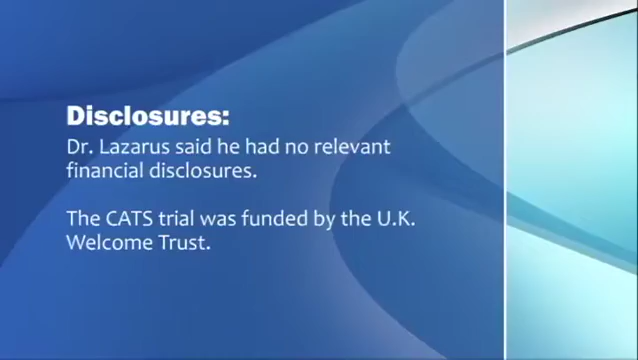 Disclosures:
Dr. Lazarus said he had no relevant
financial disclosures.
The CATS trial was funded by the U.K.
Welcome Trust.